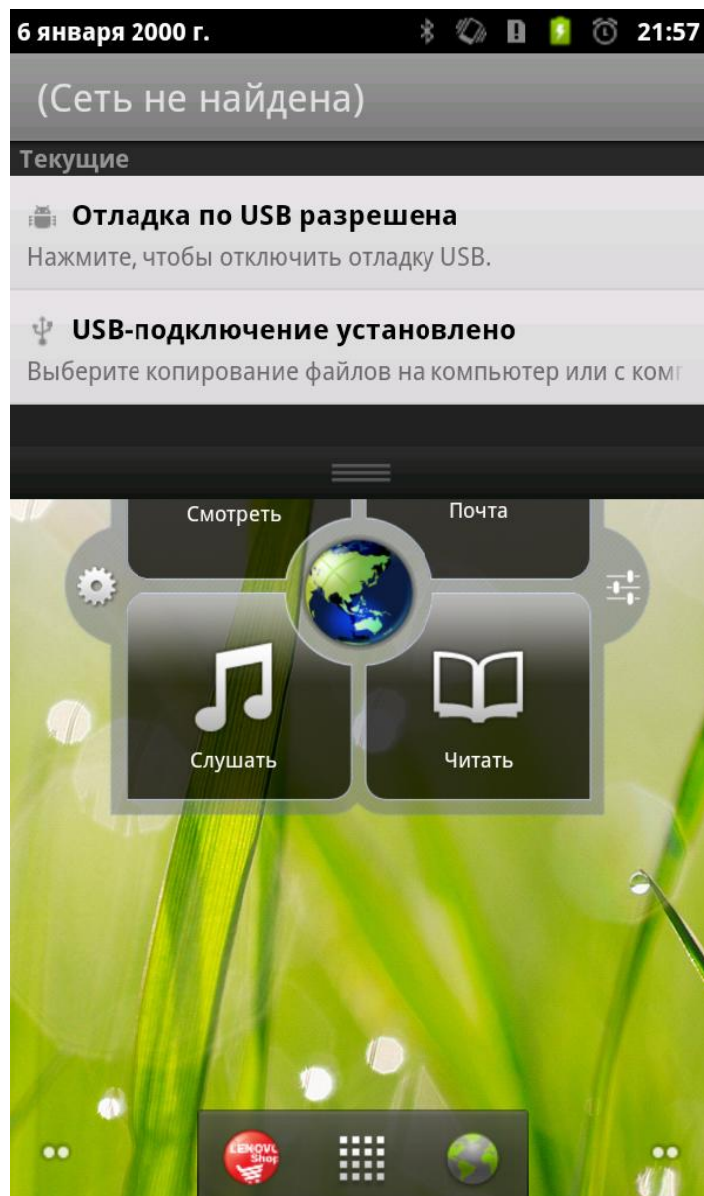 6 января 2000 г. 21:57
(Сеть не найдена)
Текущие
Отладка по USB разрешена
Нажмите, чтобы отключить отладку USB.
USB-подключение установлено
Выберите копирование файлов на компьютер или с комп
Смотреть Почта
Слушать Читать
LENOVO
Shop